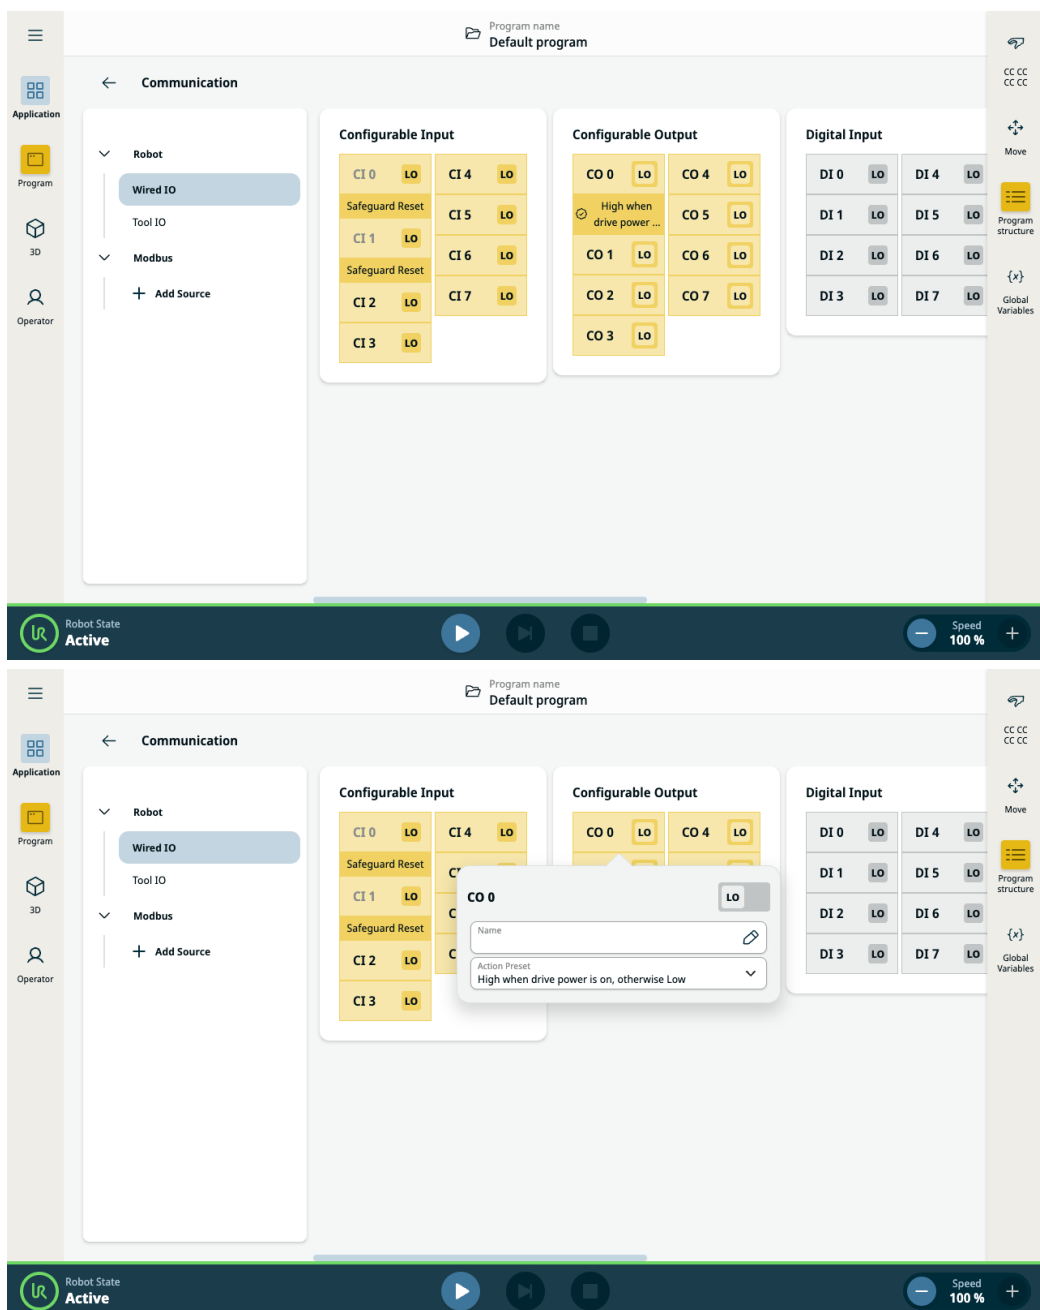 Program name
Default program
Communication
Application
Program
3D
Operator
Robot
Wired IO
Tool IO
Modbus
Add Source
Configurable Input
CI 0 LO CI 4 LO
Safeguard Reset
CI 5 LO
CI 1 LO
CI 6 LO
Safeguard Reset
CI 2 LO
CI 7 LO
CI 3 LO
Configurable Output
CO 0 LO CO 4 LO
High when
drive power ...
CO 5 LO
CO 1 LO CO 6 LO
CO 2 LO CO 7 LO
CO 3 LO
Digital Input
DI 0 LO DI 4 LO
DI 1 LO DI 5 LO
DI 2 LO DI 6 LO
DI 3 LO DI 7 LO
CC CC
CC CC
Move
Program
structure
{x}
Global
Variables
UR
Robot State
Active
Speed
100 %
Program name
Default program
Communication
Application
Program
3D
Operator
Robot
Wired IO
Tool IO
Modbus
Add Source
Configurable Input
CI 0 LO CI 4 LO
Safeguard Reset
C
CI 1 LO
C
Safeguard Reset
CI 2 LO
C
CI 3 LO
Configurable Output
CO 0 LO CO 4 LO
CO 0 LO
Name
Action Preset
High when drive power is on, otherwise Low
Digital Input
DI 0 LO DI 4 LO
DI 1 LO DI 5 LO
DI 2 LO DI 6 LO
DI 3 LO DI 7 LO
CC CC
CC CC
Move
Program
structure
{x}
Global
Variables
UR
Robot State
Active
Speed
100 %